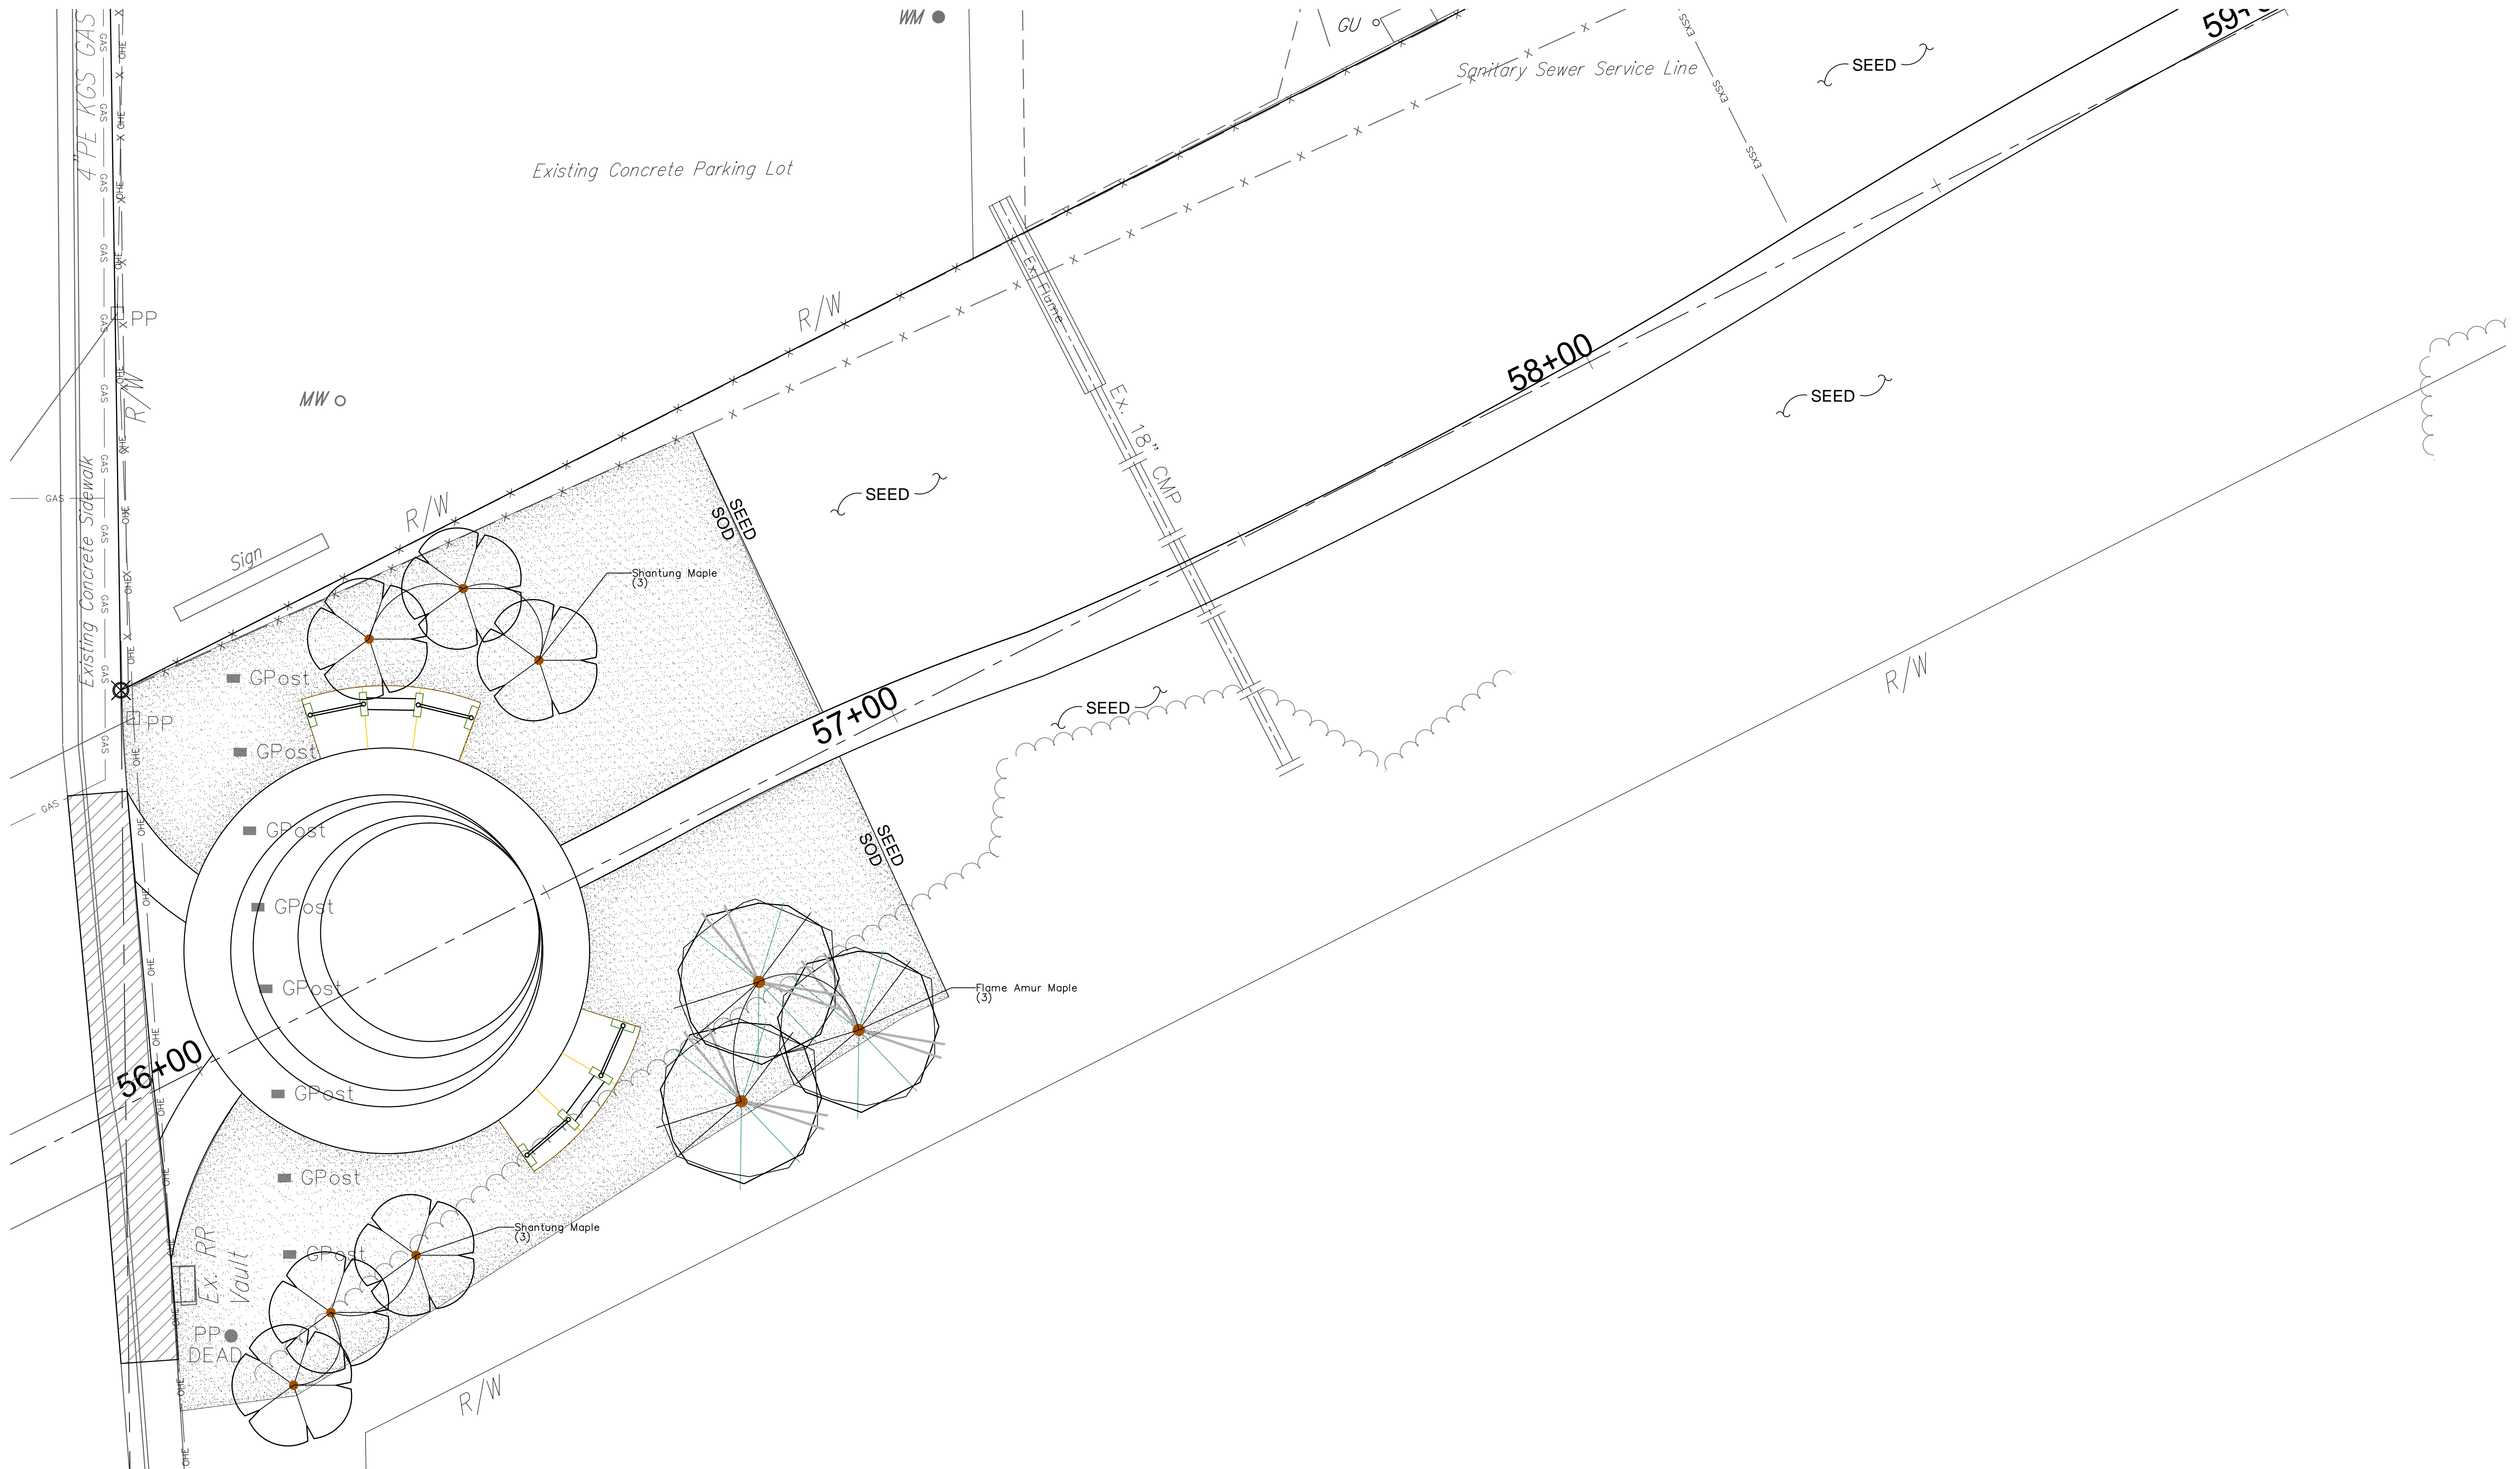 4"PE KGS GAS
GAS
OHE
WM
GU
59+
SEED
Sanitary Sewer Service Line
EXSS
EXSS
EXSS
Existing Concrete Parking Lot
Ex. Flume
R/W
PP
R/W
MW
58+00
SEED
Ex. 18" CMP
GAS
Existing Concrete Sidewalk
R/W
SEED
SEED
SOD
Sign
Shantung Maple
(3)
GPost
PP
GPost
57+00
SEED
R/W
GAS
GPost
SEED
SOD
GPost
GPost
Flame Amur Maple
(3)
56+00
GPost
GPost
Shantung Maple
(3)
GPost
Ex. RR
Vault
PP
DEAD
R/W
OHE